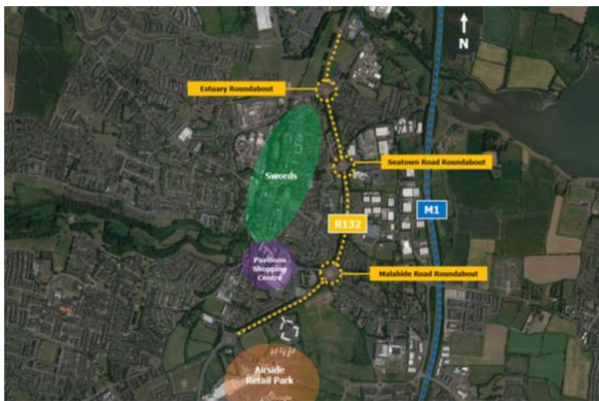 N
Estuary Roundabout
Seatown Road Roundabout
Swords
R132
M1
Pavilions
Shopping
Centre
Malahide Road Roundabout
Airside
Retail Park